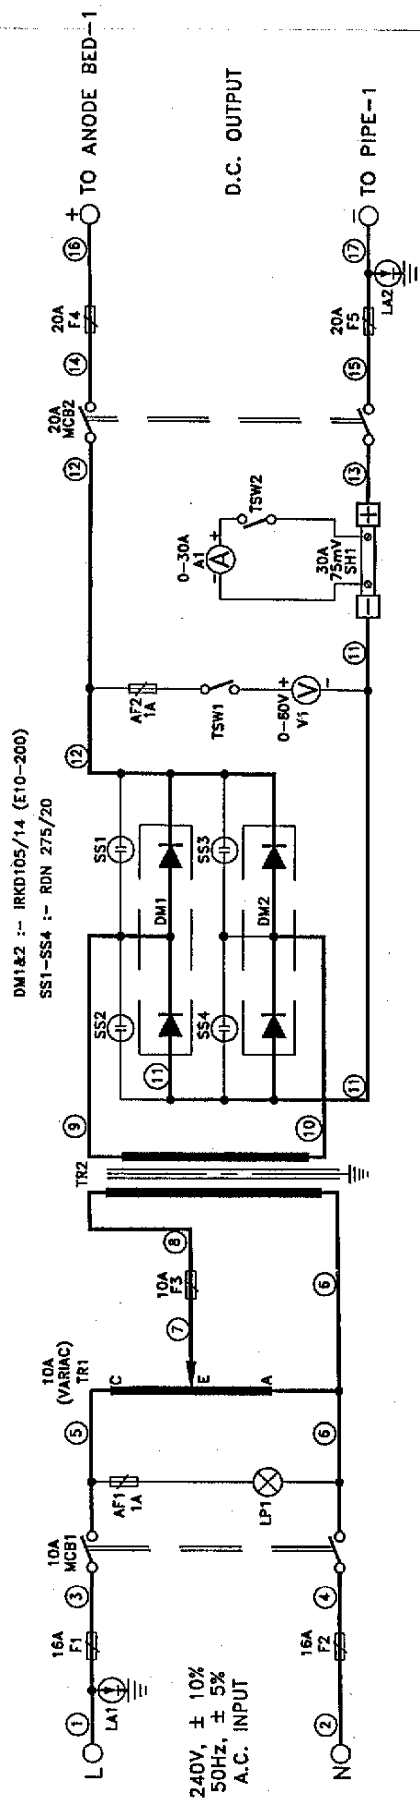 DM1&2 :- IRKD105/14 (E10-200)
SS1-SS4 :- RDN 275/20
L
1
LA1
16A
F1
3
10A
MCB1
5
AF1
1A
LP1
10A
(VARIAC)
TR1
C
E
A
7
10A
F3
8
6
6
TR2
9
10
SS2
SS1
11
DM1
SS4
SS3
DM2
11
12
AF2
1A
TSW1
0-60V
V1
+
-
0-30A
A1
-
+
TSW2
30A
75mV
SH1
-
+
11
13
12
20A
MCB2
14
20A
F4
16
+
TO ANODE BED-1
D.C. OUTPUT
15
20A
F5
LA2
17
-
TO PIPE-1
240V, ± 10%
50Hz, ± 5%
A.C. INPUT
N
2
16A
F2
4